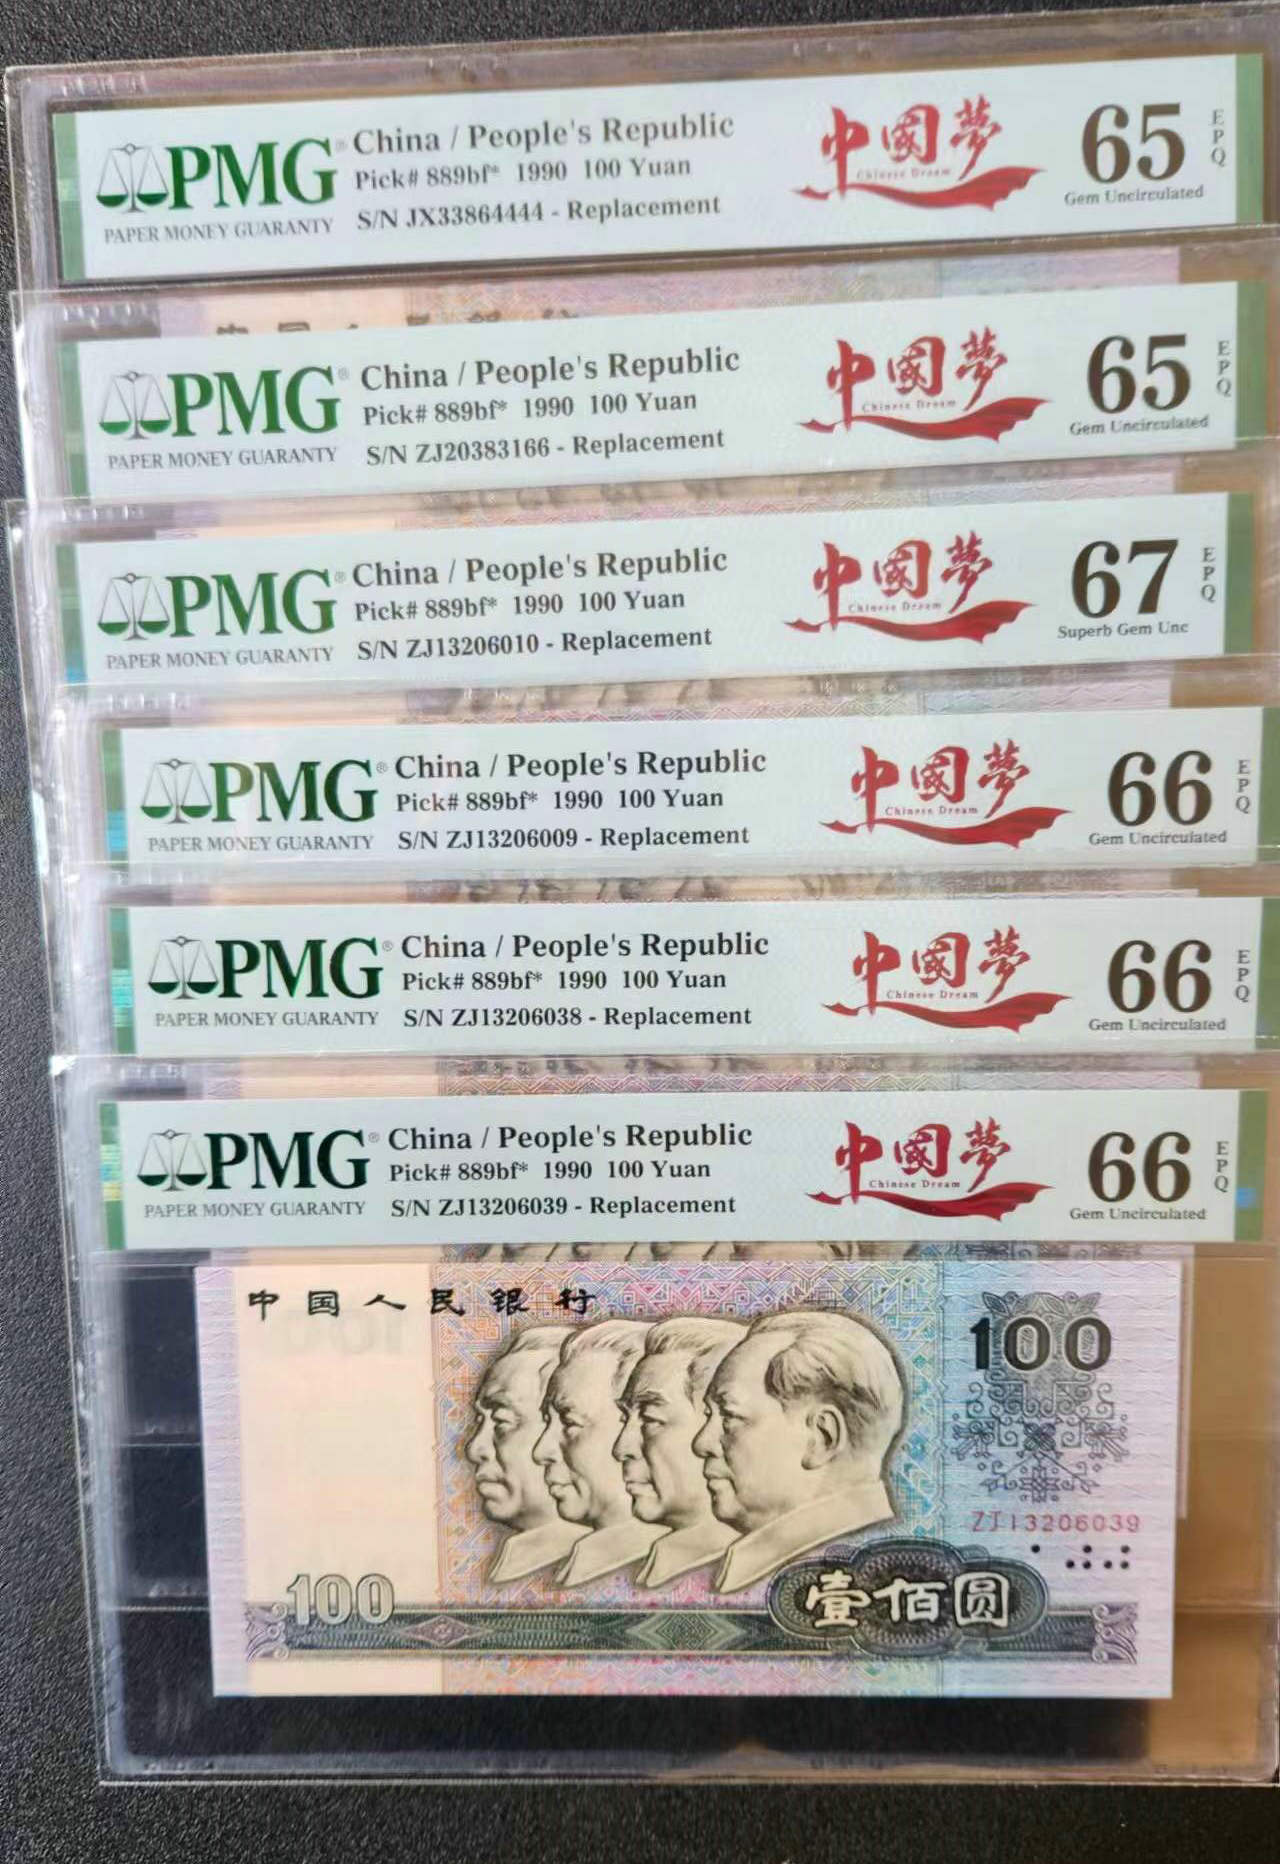 PMG® China / People's Republic 中國夢 65 EPQ
Pick# 889bf* 1990 100 Yuan Chinese Dream Gem Uncirculated
PAPER MONEY GUARANTY S/N JX33864444 - Replacement
PMG® China / People's Republic 中國夢 65 EPQ
Pick# 889bf* 1990 100 Yuan Chinese Dream Gem Uncirculated
PAPER MONEY GUARANTY S/N ZJ20383166 - Replacement
PMG® China / People's Republic 中國夢 67 EPQ
Pick# 889bf* 1990 100 Yuan Chinese Dream Superb Gem Unc
PAPER MONEY GUARANTY S/N ZJ13206010 - Replacement
PMG® China / People's Republic 中國夢 66 EPQ
Pick# 889bf* 1990 100 Yuan Chinese Dream Gem Uncirculated
PAPER MONEY GUARANTY S/N ZJ13206009 - Replacement
PMG® China / People's Republic 中國夢 66 EPQ
Pick# 889bf* 1990 100 Yuan Chinese Dream Gem Uncirculated
PAPER MONEY GUARANTY S/N ZJ13206038 - Replacement
PMG® China / People's Republic 中國夢 66 EPQ
Pick# 889bf* 1990 100 Yuan Chinese Dream Gem Uncirculated
PAPER MONEY GUARANTY S/N ZJ13206039 - Replacement
中国人民银行
100
ZJ13206039
100 壹佰圆